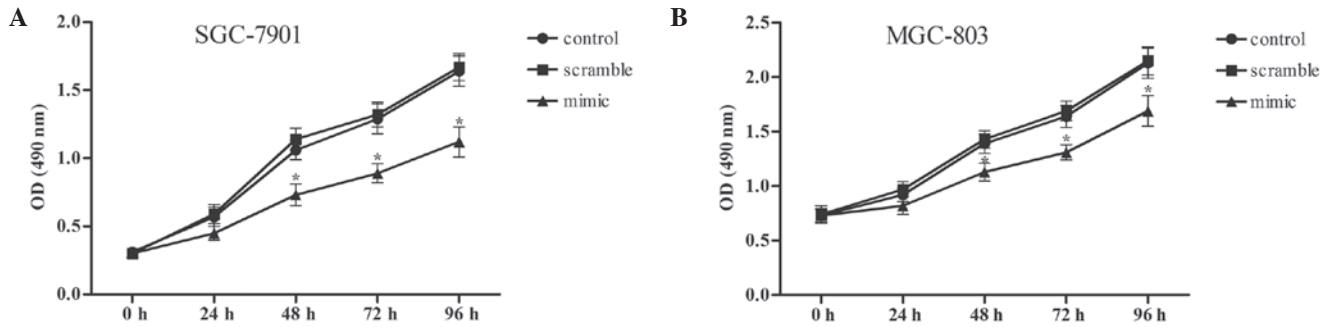 A
SGC-7901
2.0
1.5
1.0
0.5
0.0
OD (490 nm)
0 h
24 h
48 h
72 h
96 h
control
scramble
mimic
*
*
*
B
MGC-803
2.5
2.0
1.5
1.0
0.5
0.0
OD (490 nm)
0 h
24 h
48 h
72 h
96 h
control
scramble
mimic
*
*
*